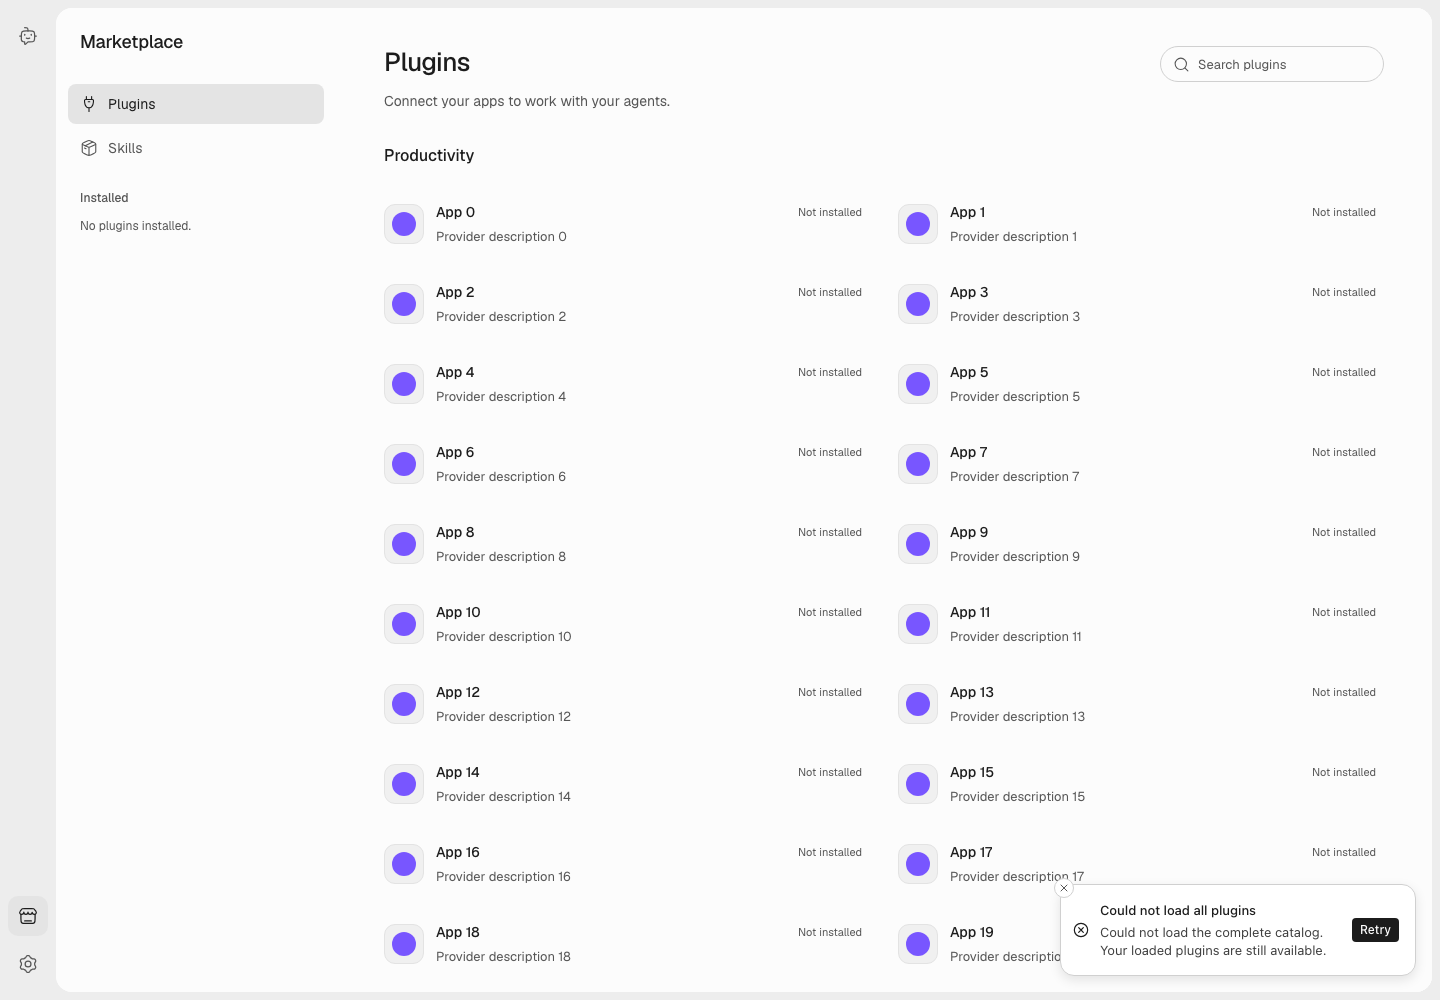 Marketplace
Plugins
Skills
Installed
No plugins installed.
Plugins
Search plugins
Connect your apps to work with your agents.
Productivity
App 0
Not installed
Provider description 0
App 1
Not installed
Provider description 1
App 2
Not installed
Provider description 2
App 3
Not installed
Provider description 3
App 4
Not installed
Provider description 4
App 5
Not installed
Provider description 5
App 6
Not installed
Provider description 6
App 7
Not installed
Provider description 7
App 8
Not installed
Provider description 8
App 9
Not installed
Provider description 9
App 10
Not installed
Provider description 10
App 11
Not installed
Provider description 11
App 12
Not installed
Provider description 12
App 13
Not installed
Provider description 13
App 14
Not installed
Provider description 14
App 15
Not installed
Provider description 15
App 16
Not installed
Provider description 16
App 17
Not installed
Provider description 17
App 18
Not installed
Provider description 18
App 19
Provider
Could not load all plugins
Could not load the complete catalog.
Your loaded plugins are still available.
Retry